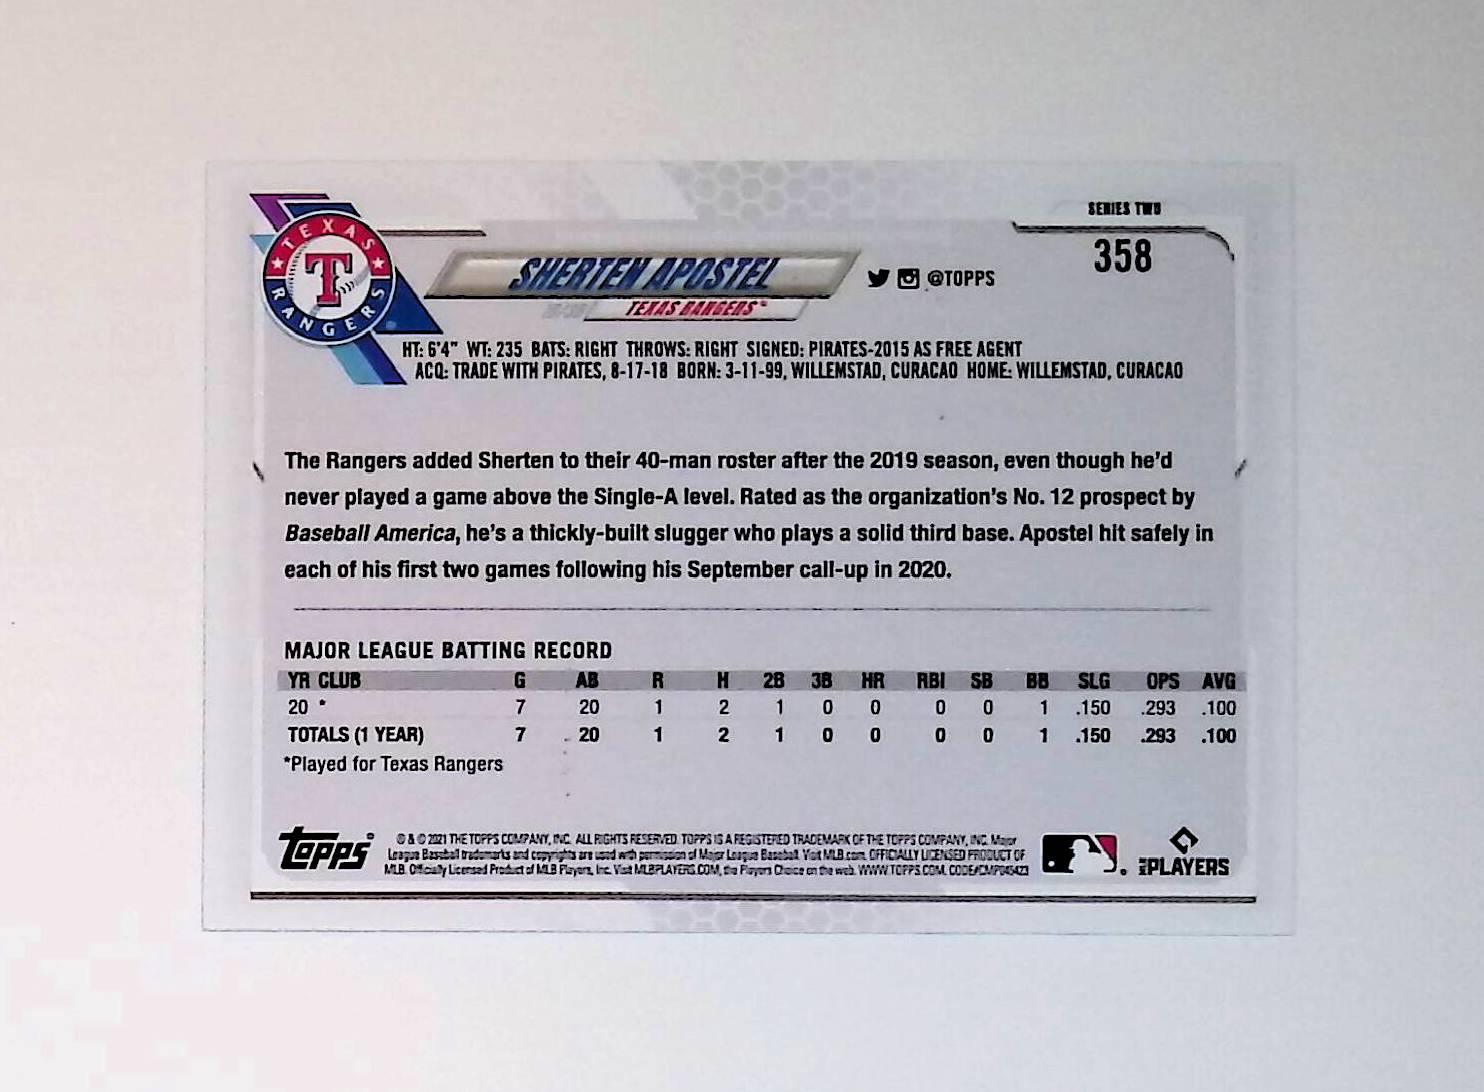 SERIES TWO
358
TEXAS RANGERS
T
SHERTEN APOSTEL
@TOPPS
TEXAS RANGERS®
HT: 6'4" WT: 235 BATS: RIGHT THROWS: RIGHT SIGNED: PIRATES-2015 AS FREE AGENT
ACQ: TRADE WITH PIRATES, 8-17-18 BORN: 3-11-99, WILLEMSTAD, CURACAO HOME: WILLEMSTAD, CURACAO
The Rangers added Sherten to their 40-man roster after the 2019 season, even though he'd
never played a game above the Single-A level. Rated as the organization's No. 12 prospect by
Baseball America, he's a thickly-built slugger who plays a solid third base. Apostel hit safely in
each of his first two games following his September call-up in 2020.
MAJOR LEAGUE BATTING RECORD
YR CLUB G AB R H 2B 3B HR RBI SB BB SLG OPS AVG
20 * 7 20 1 2 1 0 0 0 0 1 .150 .293 .100
TOTALS (1 YEAR) 7 20 1 2 1 0 0 0 0 1 .150 .293 .100
*Played for Texas Rangers
Topps®
® & © 2021 THE TOPPS COMPANY, INC. ALL RIGHTS RESERVED. TOPPS IS A REGISTERED TRADEMARK OF THE TOPPS COMPANY, INC. Major
League Baseball trademarks and copyrights are used with permission of Major League Baseball. Visit MLB.com. OFFICIALLY LICENSED PRODUCT OF
MLB. Officially Licensed Product of MLB Players, Inc. Visit MLBPLAYERS.COM, the Players Choice on the web. WWW.TOPPS.COM. CODE#CMP045423
PLAYERS